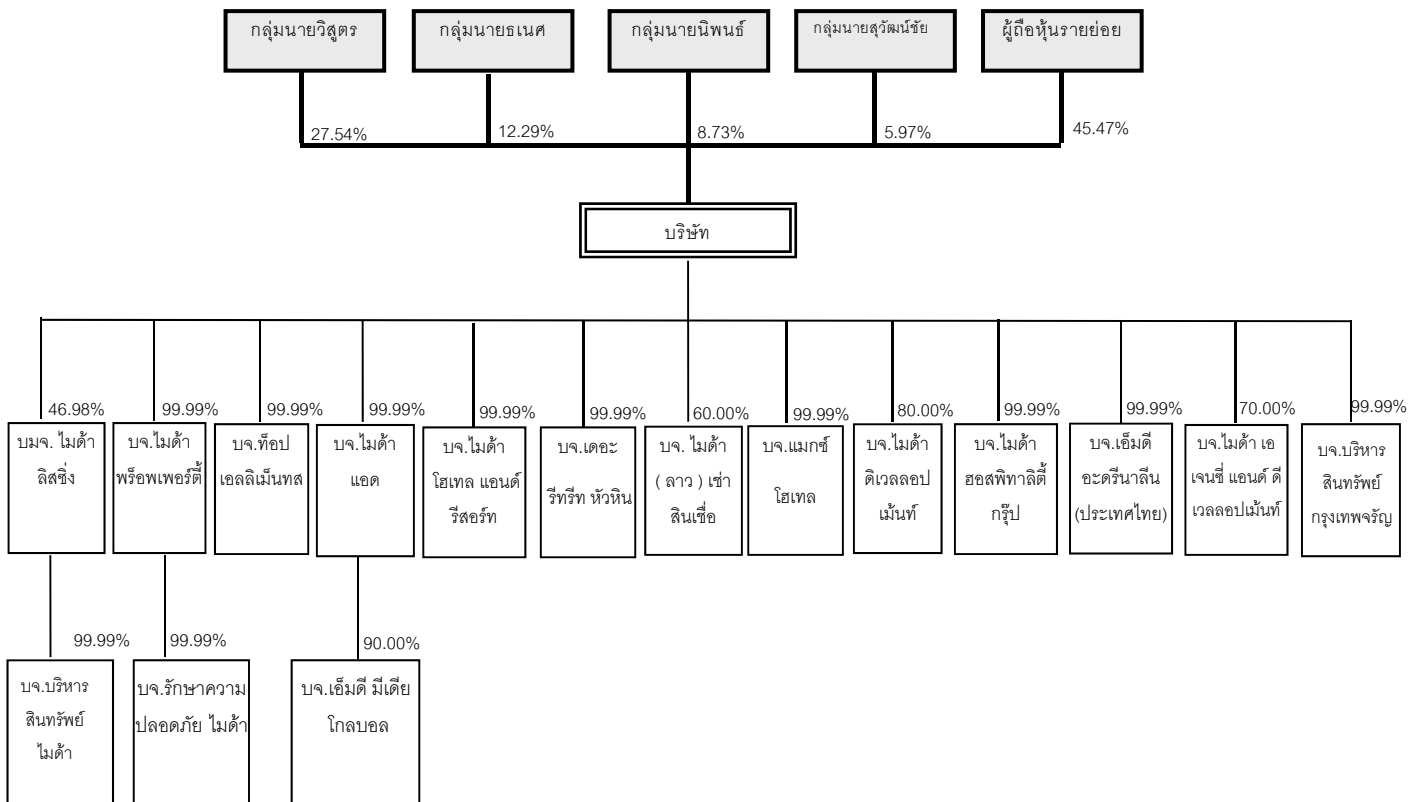 กลุ่มนายวิสูตร
กลุ่มนายธเนศ
กลุ่มนายนิพนธ์
กลุ่มนายสุวัฒน์ชัย
ผู้ถือหุ้นรายย่อย
27.54%
12.29%
8.73%
5.97%
45.47%
บริษัท
46.98%
99.99%
99.99%
99.99%
99.99%
99.99%
60.00%
99.99%
80.00%
99.99%
99.99%
70.00%
99.99%
บมจ. ไมด้า
ลิสซิ่ง
บจ.ไมด้า
พร็อพเพอร์ตี้
บจ.ท็อป
เอลลิเม็นทส
บจ.ไมด้า
แอด
บจ.ไมด้า
โฮเทล แอนด์
รีสอร์ท
บจ.เดอะ
รีทรีท หัวหิน
บจ. ไมด้า
( ลาว ) เช่า
สินเชื่อ
บจ.แมกซ์
โฮเทล
บจ.ไมด้า
ดิเวลลอป
เม้นท์
บจ.ไมด้า
ฮอสพิทาลิตี้
กรุ๊ป
บจ.เอ็มดี
อะดรีนาลีน
(ประเทศไทย)
บจ.ไมด้า เอ
เจนซี่ แอนด์ ดี
เวลลอปเม้นท์
บจ.บริหาร
สินทรัพย์
กรุงเทพจรัญ
99.99%
99.99%
90.00%
บจ.บริหาร
สินทรัพย์
ไมด้า
บจ.รักษาความ
ปลอดภัย ไมด้า
บจ.เอ็มดี มีเดีย
โกลบอล